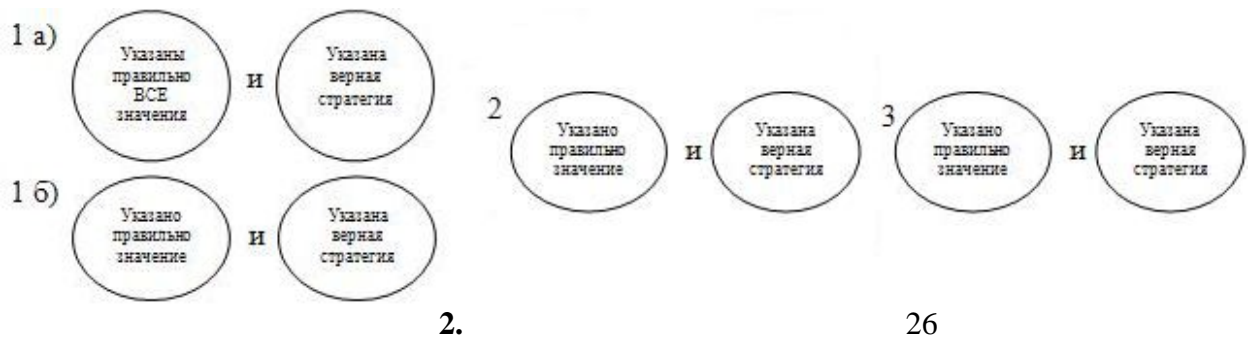 1 а)
Указаны
правильно
ВСЕ
значения
и
Указана
верная
стратегия
1 б)
Указано
правильно
значение
и
Указана
верная
стратегия
2
Указано
правильно
значение
и
Указана
верная
стратегия
3
Указано
правильно
значение
и
Указана
верная
стратегия
2.
26